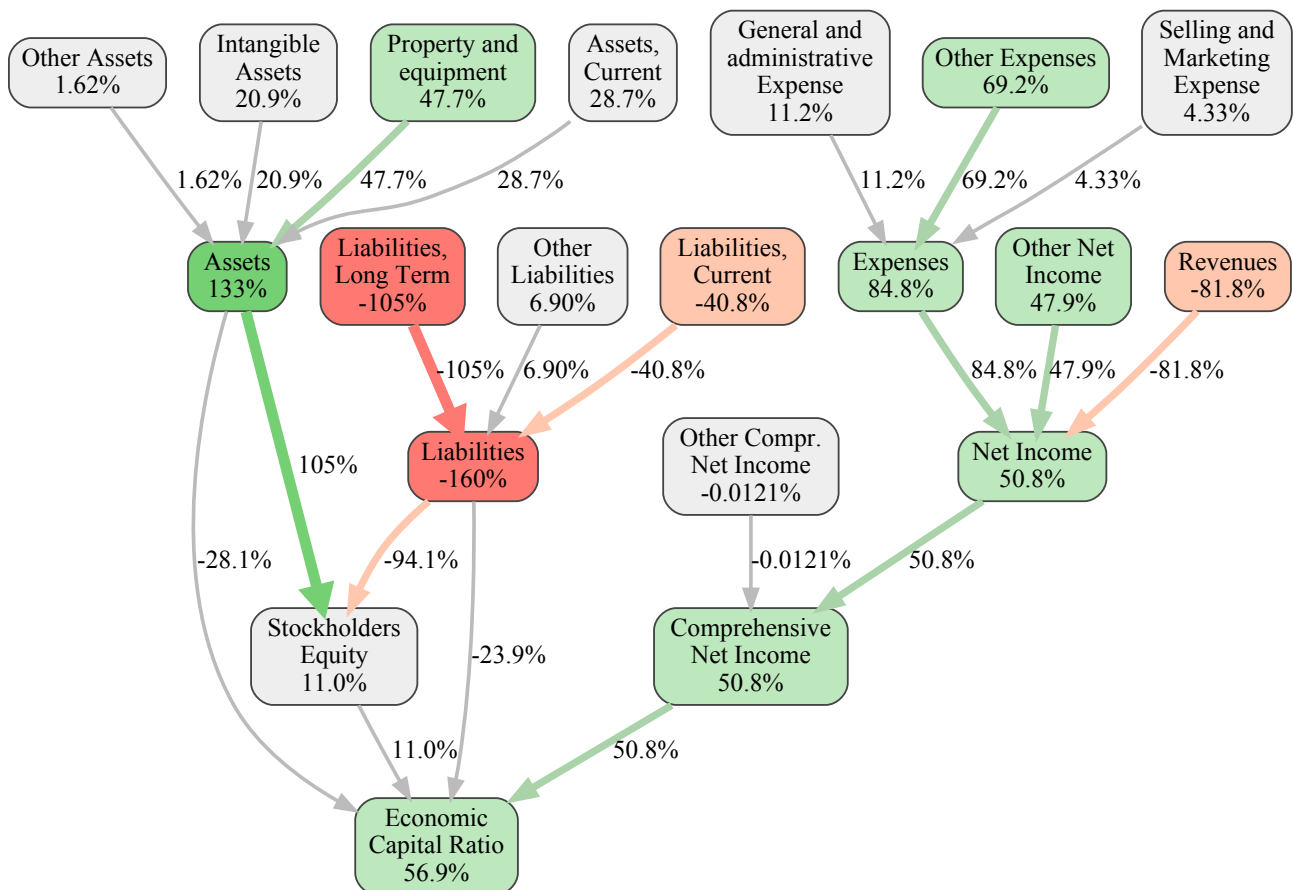 Other Assets
1.62%
Intangible
Assets
20.9%
Property and
equipment
47.7%
Assets,
Current
28.7%
General and
administrative
Expense
11.2%
Other Expenses
69.2%
Selling and
Marketing
Expense
4.33%
1.62%
20.9%
47.7%
28.7%
11.2%
69.2%
4.33%
Assets
133%
Liabilities,
Long Term
-105%
Other
Liabilities
6.90%
Liabilities,
Current
-40.8%
Expenses
84.8%
Other Net
Income
47.9%
Revenues
-81.8%
-105%
6.90%
-40.8%
84.8%
47.9%
-81.8%
105%
Liabilities
-160%
Other Compr.
Net Income
-0.0121%
Net Income
50.8%
-28.1%
-94.1%
-0.0121%
50.8%
Stockholders
Equity
11.0%
-23.9%
Comprehensive
Net Income
50.8%
11.0%
50.8%
Economic
Capital Ratio
56.9%